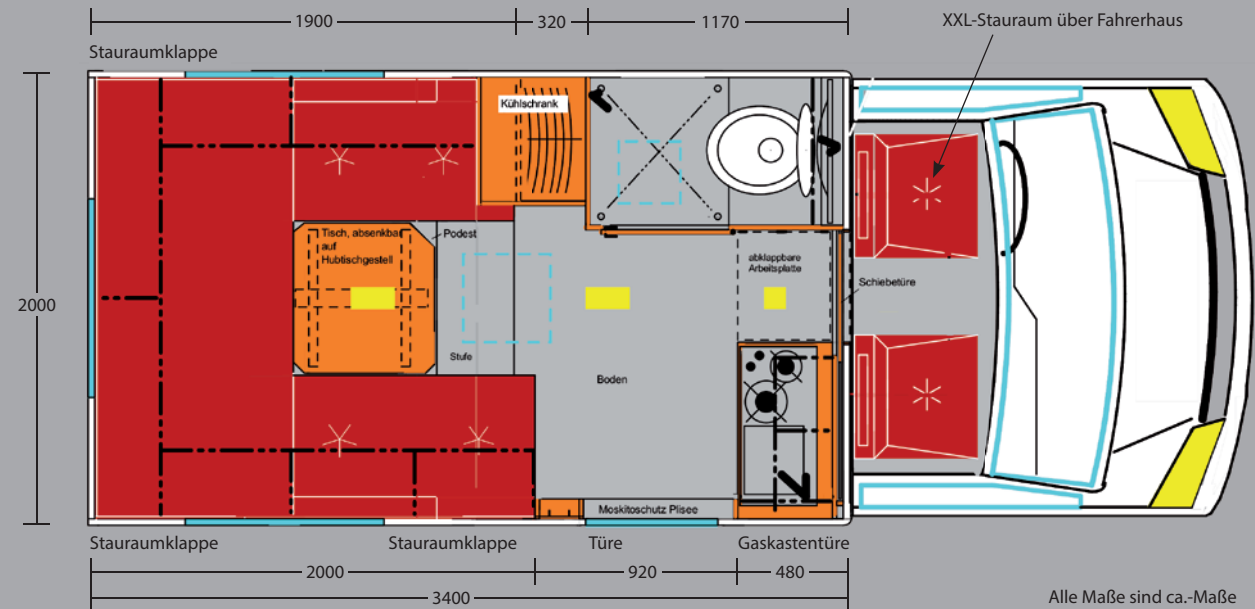 1900
320
1170
XXL-Stauraum über Fahrerhaus
Stauraumklappe
Kühlschrank
2000
Tisch, absenkbar
auf
Hubtischgestell
Podest
abklappbare
Arbeitsplatte
Schiebetüre
Stufe
Boden
Moskitoschutz Plisee
Stauraumklappe
Stauraumklappe
Türe
Gaskastentüre
2000
920
480
3400
Alle Maße sind ca.-Maße